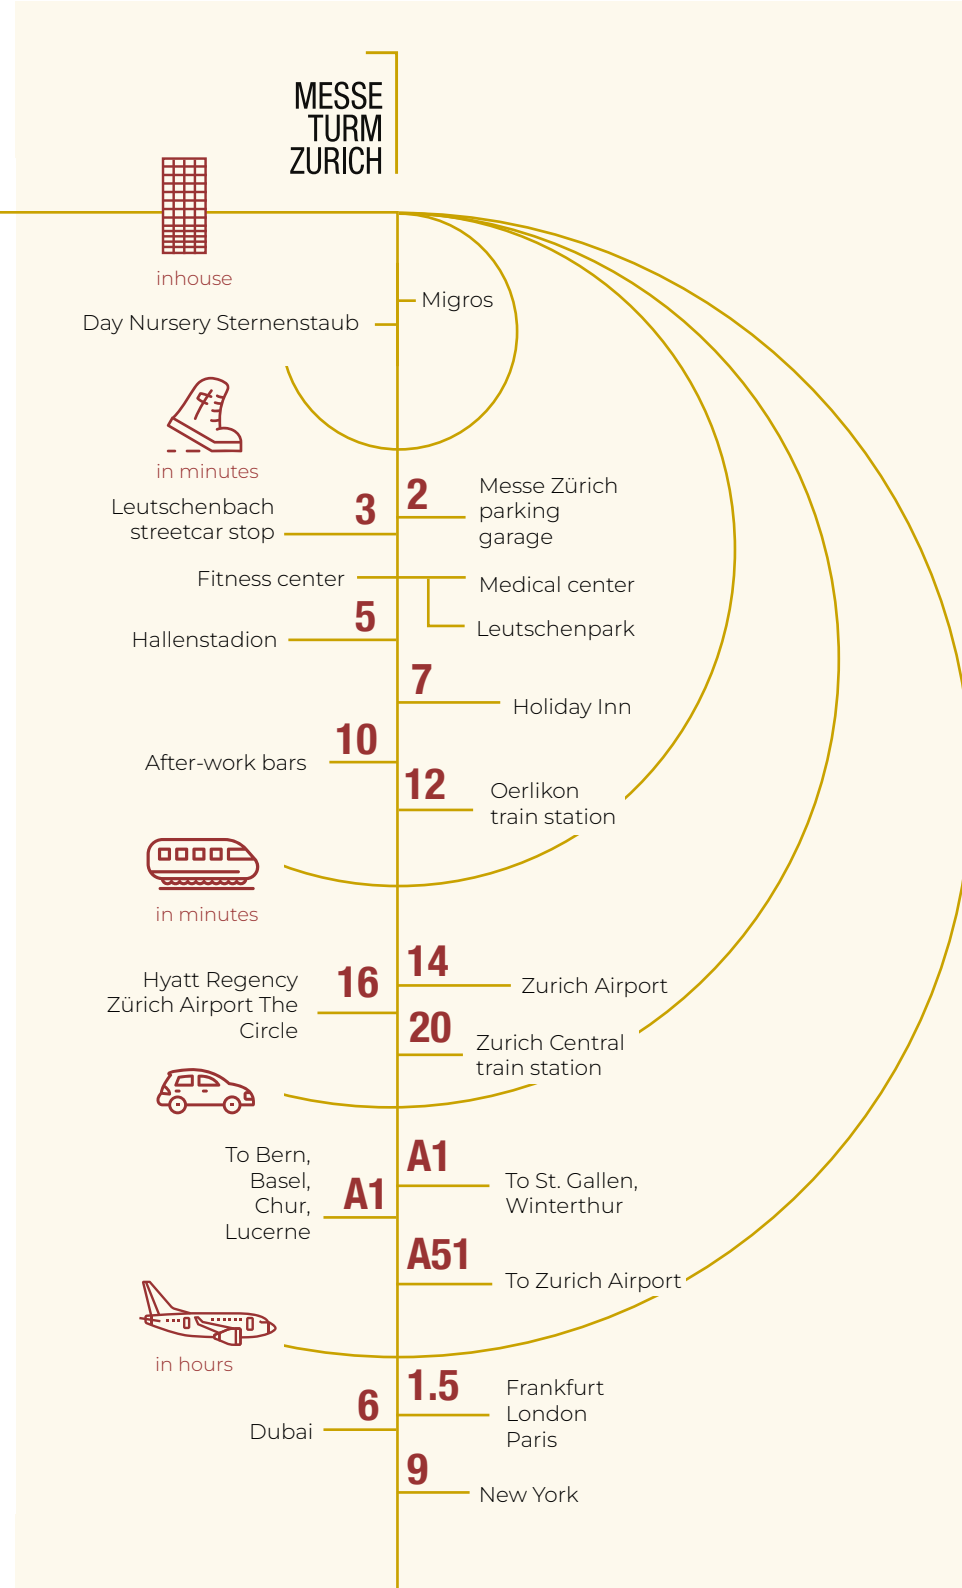 MESSE
TURM
ZURICH
inhouse
Migros
Day Nursery Sternenstaub
in minutes
2
Messe Zürich
parking
garage
3
Leutschenbach
streetcar stop
Fitness center
Medical center
Leutschenpark
5
Hallenstadion
7
Holiday Inn
10
After-work bars
12
Oerlikon
train station
in minutes
14
Zurich Airport
16
Hyatt Regency
Zürich Airport The
Circle
20
Zurich Central
train station
A1
To St. Gallen,
Winterthur
A1
To Bern,
Basel,
Chur,
Lucerne
A51
To Zurich Airport
in hours
1.5
Frankfurt
London
Paris
6
Dubai
9
New York